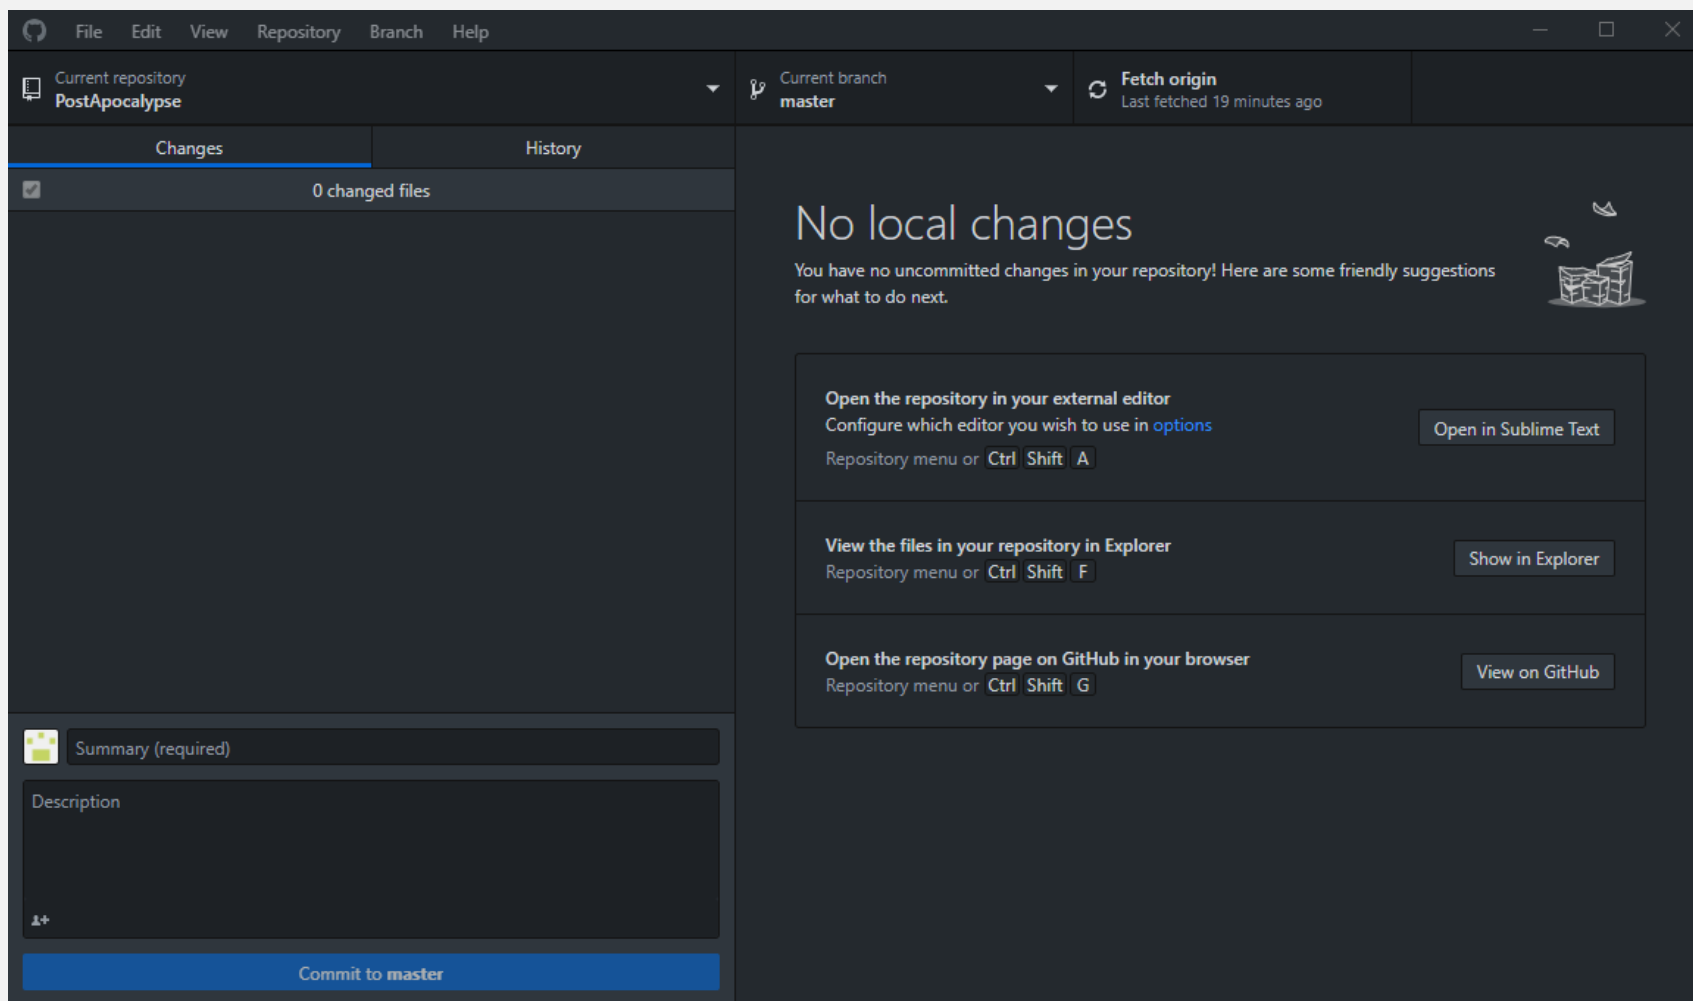 File Edit View Repository Branch Help
Current repository
PostApocalypse
Current branch
master
Fetch origin
Last fetched 19 minutes ago
Changes
History
0 changed files
No local changes
You have no uncommitted changes in your repository! Here are some friendly suggestions
for what to do next.
Open the repository in your external editor
Configure which editor you wish to use in options
Repository menu or Ctrl Shift A
Open in Sublime Text
View the files in your repository in Explorer
Repository menu or Ctrl Shift F
Show in Explorer
Open the repository page on GitHub in your browser
Repository menu or Ctrl Shift G
View on GitHub
Summary (required)
Description
Commit to master